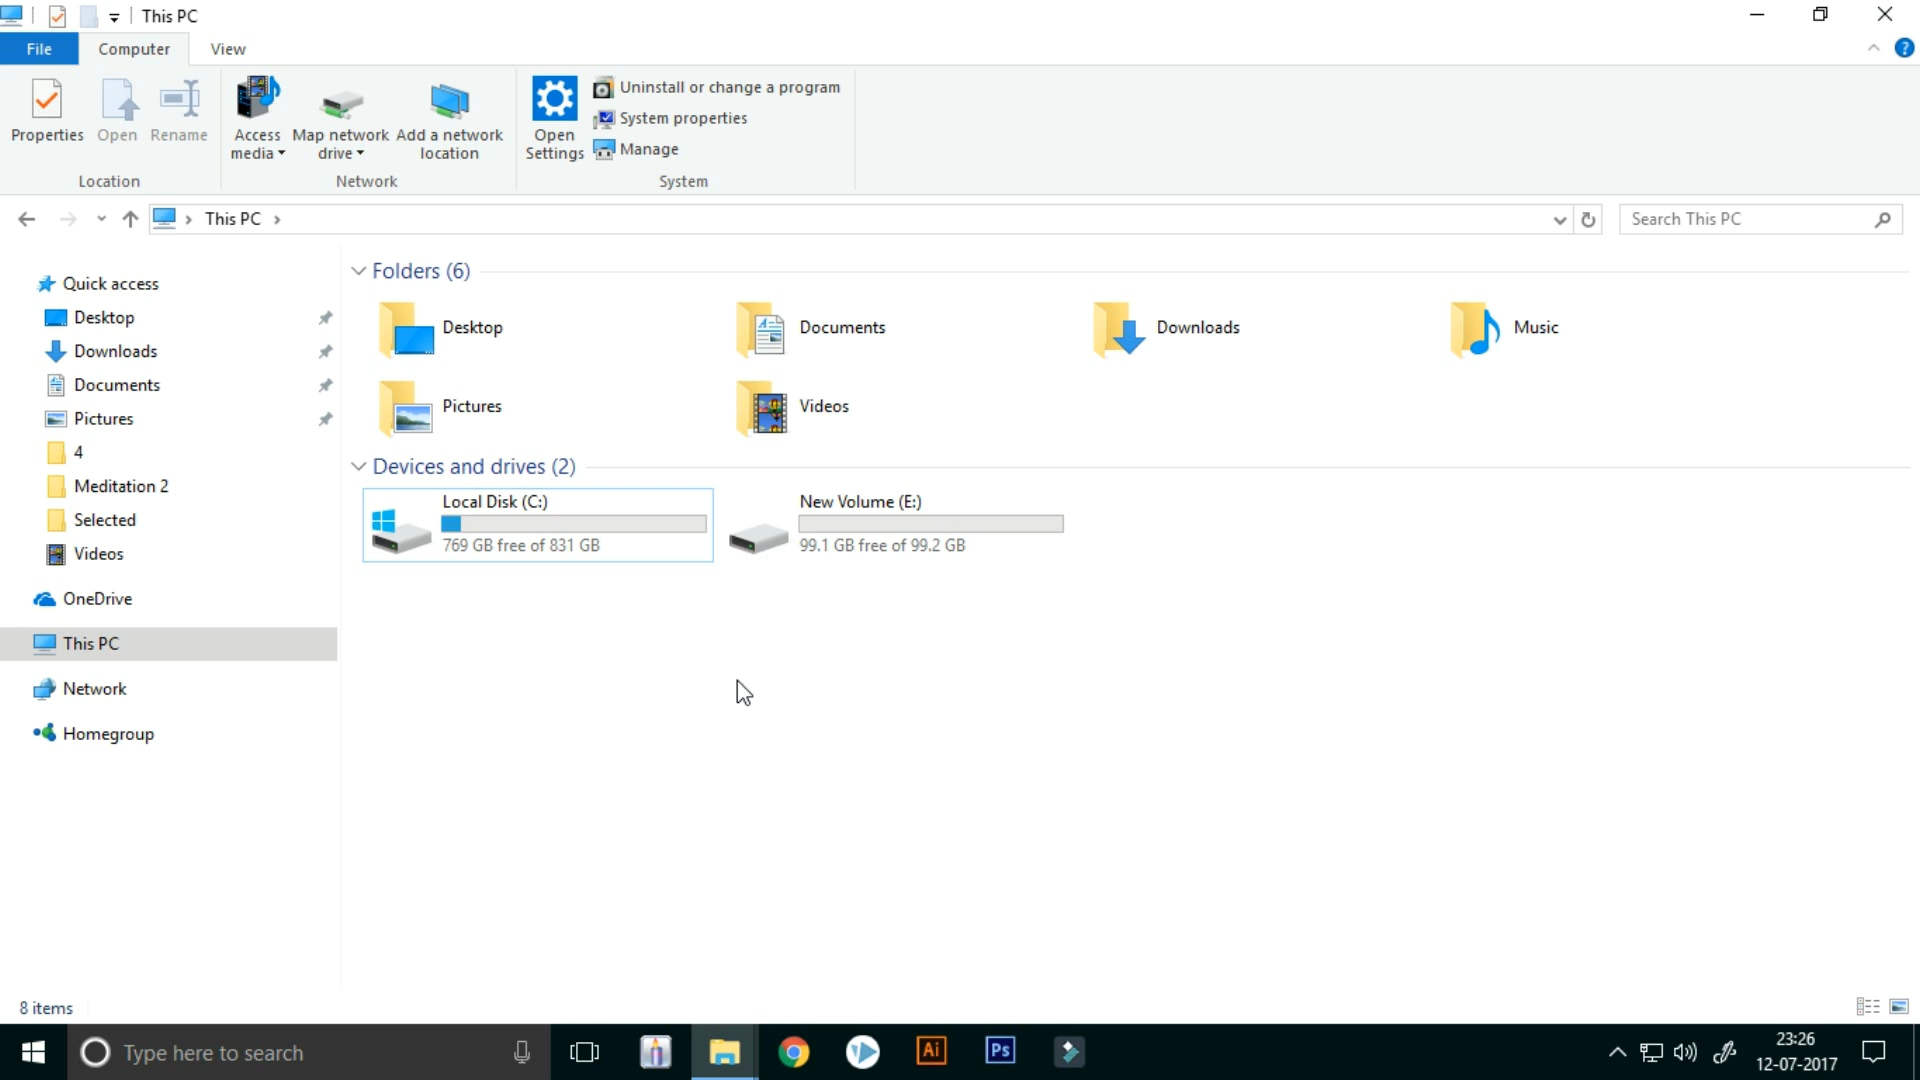 This PC
File Computer View
Properties Open Rename Access media Map network drive Add a network location Open Settings Uninstall or change a program
System properties
Manage
Location Network System
This PC
Search This PC
Quick access
Desktop
Downloads
Documents
Pictures
4
Meditation 2
Selected
Videos
OneDrive
This PC
Network
Homegroup
Folders (6)
Desktop Documents Downloads Music
Pictures Videos
Devices and drives (2)
Local Disk (C:)
769 GB free of 831 GB
New Volume (E:)
99.1 GB free of 99.2 GB
8 items
Type here to search
Ai
Ps
23:26
12-07-2017